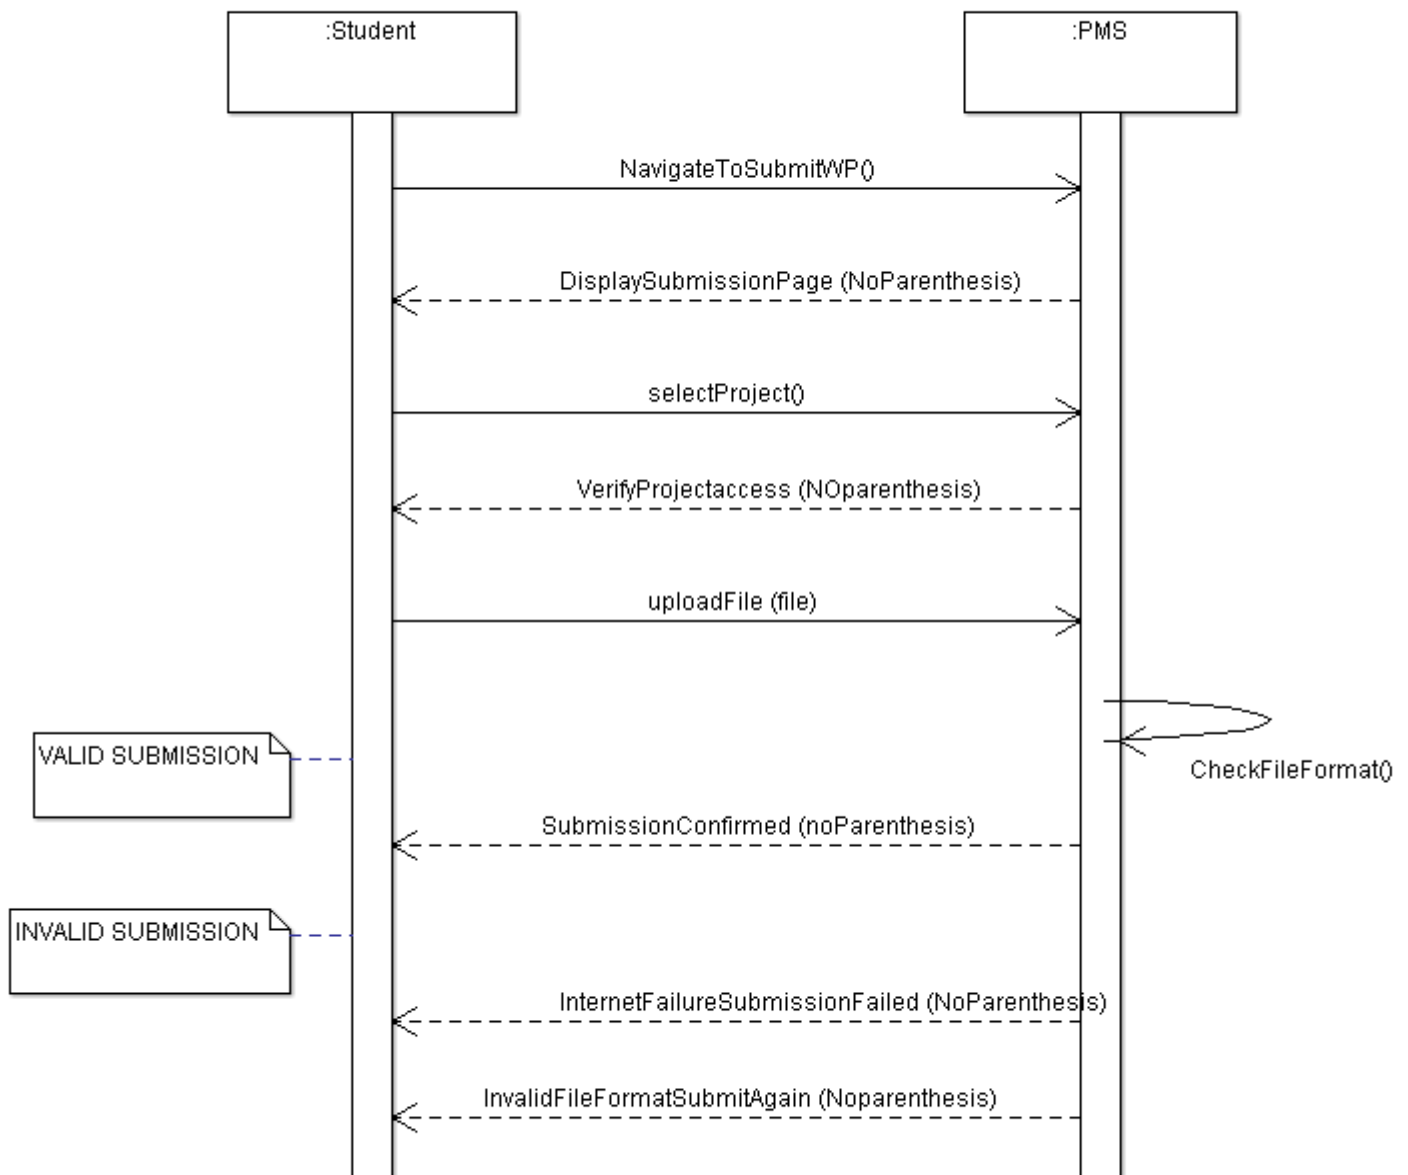 :Student
:PMS
NavigateToSubmitWP()
DisplaySubmissionPage (NoParenthesis)
selectProject()
VerifyProjectaccess (NOparenthesis)
uploadFile (file)
VALID SUBMISSION
CheckFileFormat()
SubmissionConfirmed (noParenthesis)
INVALID SUBMISSION
InternetFailureSubmissionFailed (NoParenthesis)
InvalidFileFormatSubmitAgain (Noparenthesis)